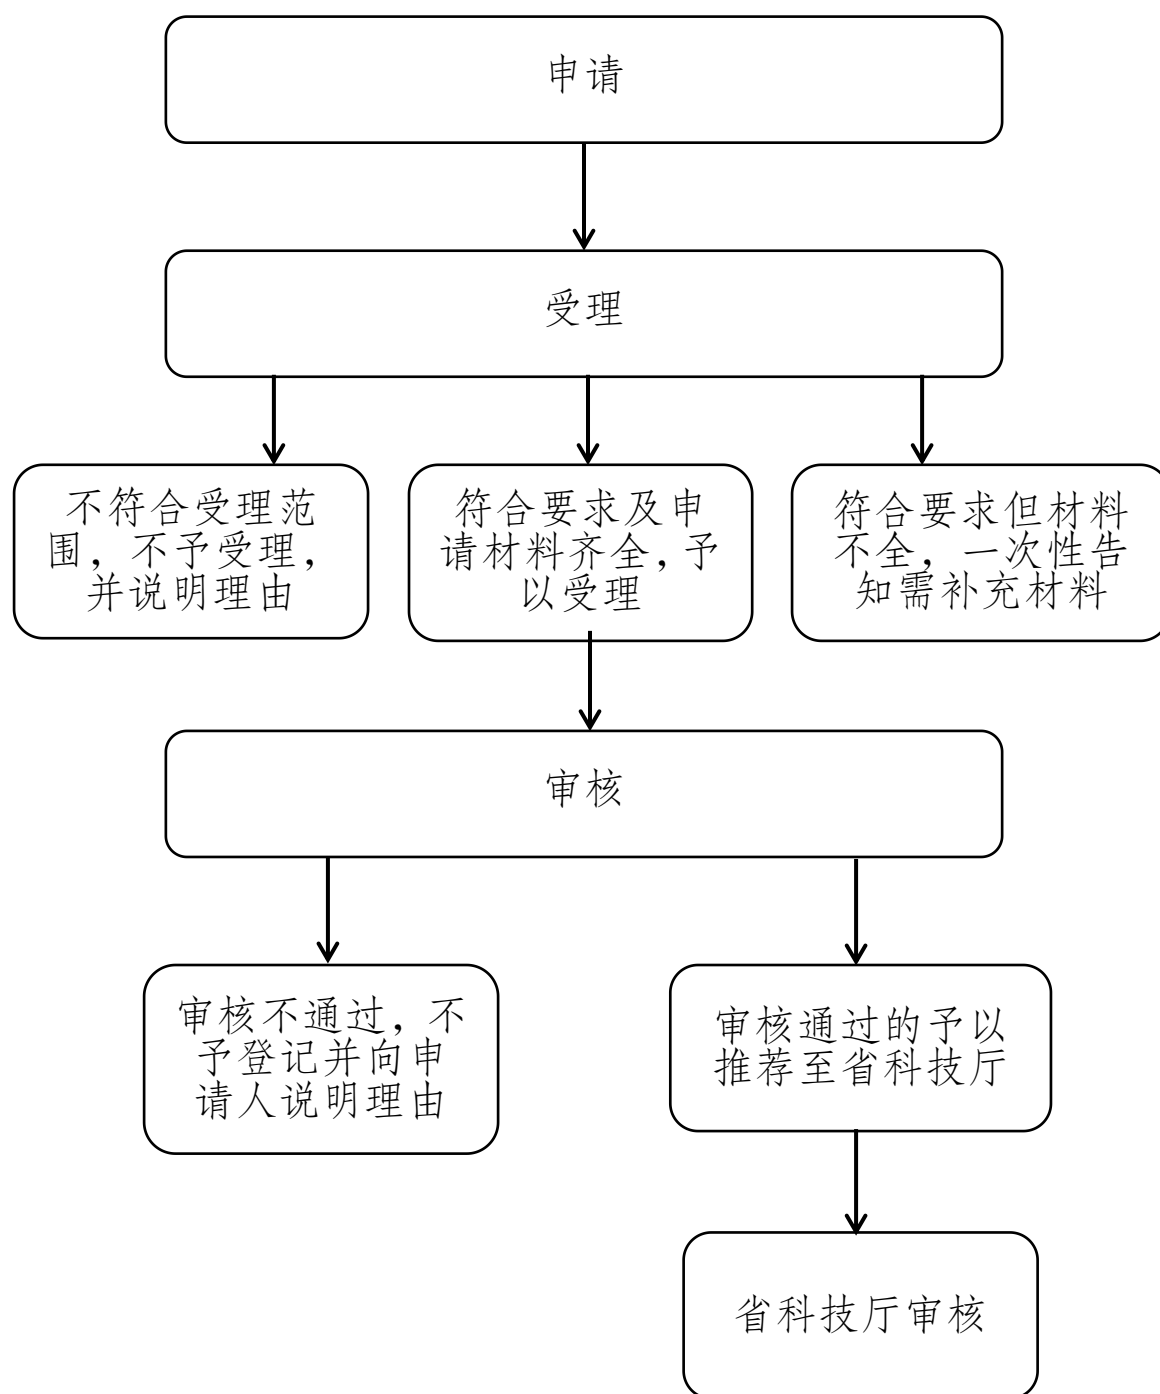 申请
受理
不符合受理范
围，不予受理，
并说明理由
符合要求及申
请材料齐全，予
以受理
符合要求但材料
不全，一次性告
知需补充材料
审核
审核不通过，不
予登记并向申
请人说明理由
审核通过的予以
推荐至省科技厅
省科技厅审核